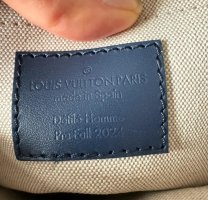 LOUIS VUITTON PARIS
made in Spain
Défilé Homme
Pre Fall 2024